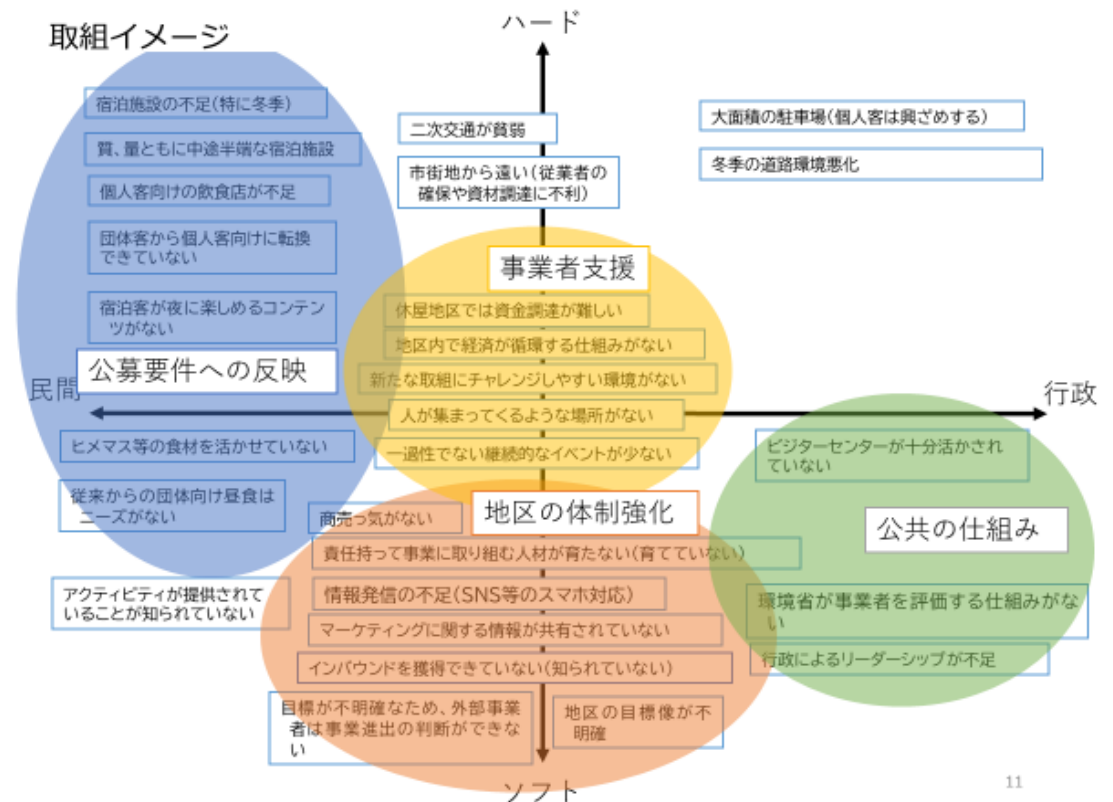 取組イメージ
ハード
宿泊施設の不足(特に冬季)
質、量ともに中途半端な宿泊施設
個人客向けの飲食店が不足
団体客から個人客向けに転換
できていない
宿泊客が夜に楽しめるコンテン
ツがない
公募要件への反映
民間
ヒメマス等の食材を活かせていない
従来からの団体向け昼食は
ニーズがない
アクティビティが提供されて
いることが知られていない
二次交通が貧弱
市街地から遠い(従業者の
確保や資材調達に不利)
大面積の駐車場(個人客は興ざめする)
冬季の道路環境悪化
事業者支援
休屋地区では資金調達が難しい
地区内で経済が循環する仕組みがない
新たな取組にチャレンジしやすい環境がない
人が集まってくるような場所がない
一過性でない継続的なイベントが少ない
行政
ビジターセンターが十分活かされ
ていない
公共の仕組み
環境省が事業者を評価する仕組みがな
い
行政によるリーダーシップが不足
地区の体制強化
商売っ気がない
責任持って事業に取り組む人材が育たない(育てていない)
情報発信の不足(SNS等のスマホ対応)
マーケティングに関する情報が共有されていない
インバウンドを獲得できていない(知られていない)
目標が不明確なため、外部事業
者は事業進出の判断ができな
い
地区の目標像が不
明確
ソフト
11